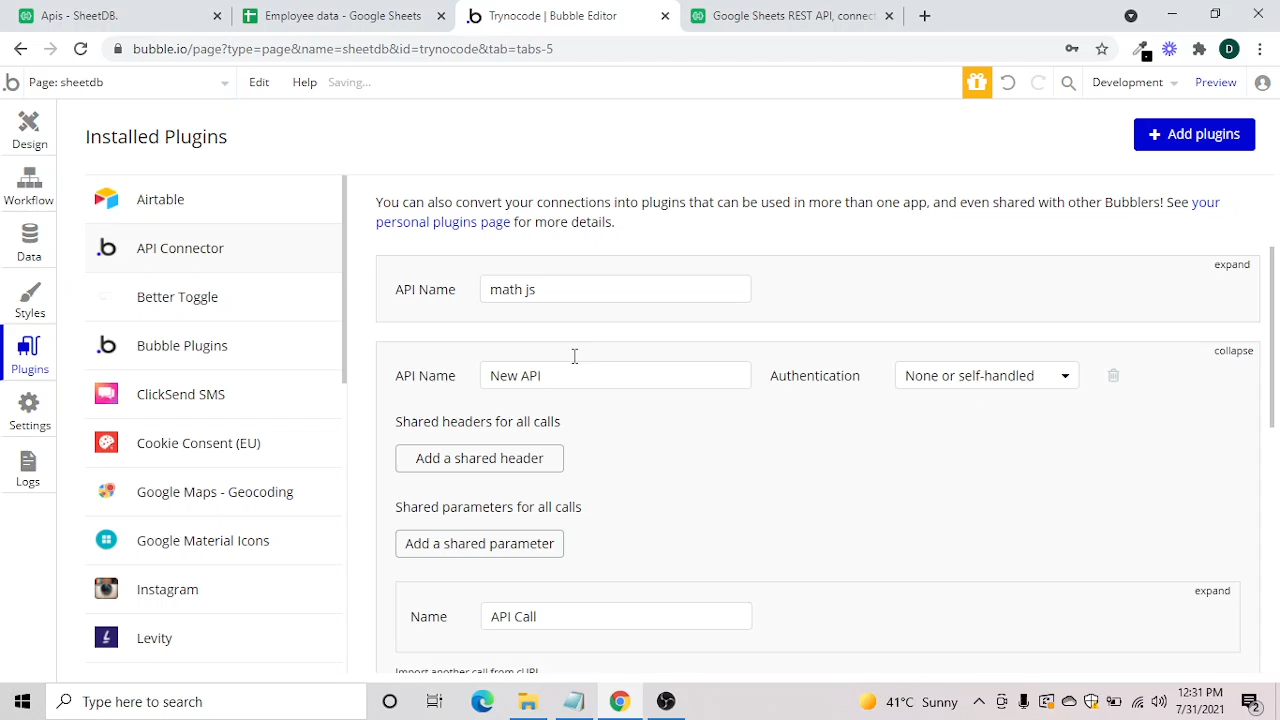 Apis - SheetDB
Employee data - Google Sheets
Trynocode | Bubble Editor
Google Sheets REST API, connect
bubble.io/page?type=page&name=sheetdb&id=trynocode&tab=tabs-5
D
Page: sheetdb
Edit
Help
Saving...
Development
Preview
Design
Workflow
Data
Styles
Plugins
Settings
Logs
Installed Plugins
Add plugins
Airtable
API Connector
Better Toggle
Bubble Plugins
ClickSend SMS
Cookie Consent (EU)
Google Maps - Geocoding
Google Material Icons
Instagram
Levity
You can also convert your connections into plugins that can be used in more than one app, and even shared with other Bubblers! See your
personal plugins page for more details.
expand
API Name math js
collapse
API Name New API Authentication None or self-handled
Shared headers for all calls
Add a shared header
Shared parameters for all calls
Add a shared parameter
expand
Name API Call
Import another call from cURL
Type here to search
41°C Sunny
12:31 PM
7/31/2021
2